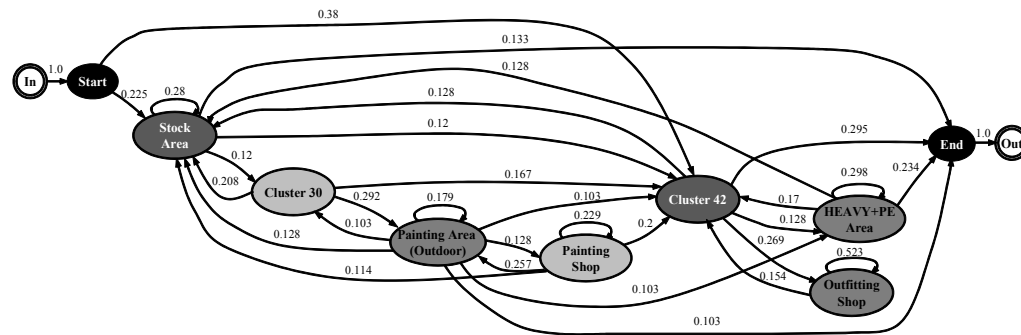 0.38
0.133
0.128
In
1.0
Start
0.225
0.28
Stock
Area
0.128
0.12
0.295
End
1.0
Out
0.12
0.208
Cluster 30
0.167
0.292
0.179
0.103
0.103
Painting Area
(Outdoor)
0.128
0.128
0.229
Painting
Shop
0.257
0.2
0.114
Cluster 42
0.298
0.234
0.17
HEAVY+PE
Area
0.128
0.269
0.523
Outfitting
Shop
0.154
0.103
0.103